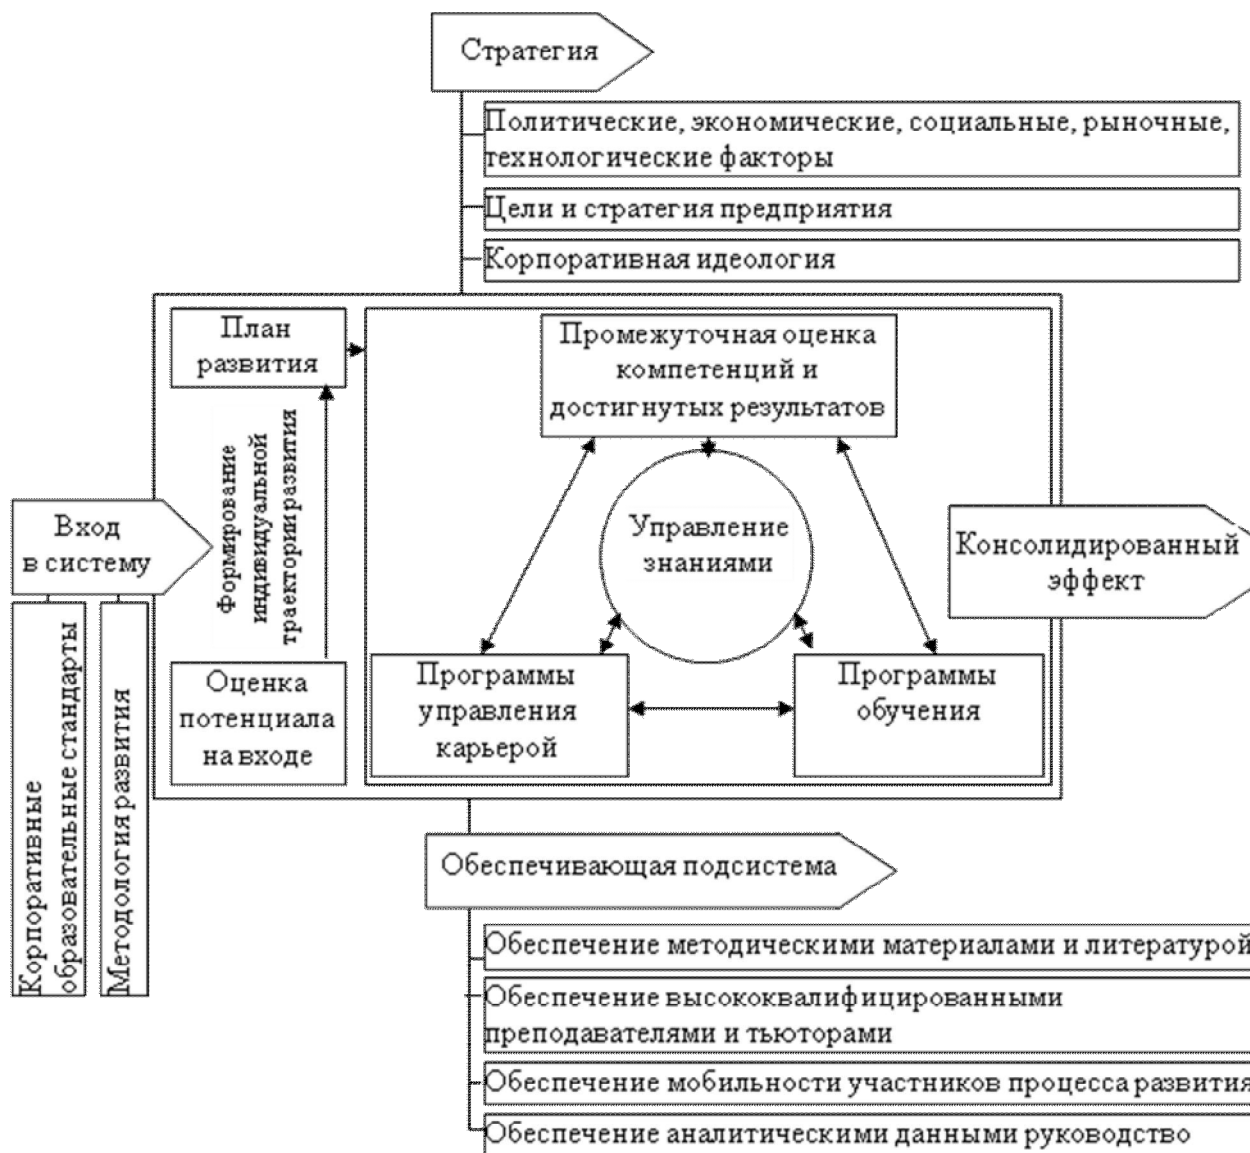 Стратегия
Политические, экономические, социальные, рыночные,
технологические факторы
Цели и стратегия предприятия
Корпоративная идеология
План
развития
Промежуточная оценка
компетенций и
достигнутых результатов
Формирование
индивидуальной
траектории развития
Вход
в систему
Управление
знаниями
Консолидированный
эффект
Корпоративные
образовательные стандарты
Методология развития
Оценка
потенциала
на входе
Программы
управления
карьерой
Программы
обучения
Обеспечивающая подсистема
Обеспечение методическими материалами и литературой
Обеспечение высококвалифицированными
преподавателями и тьюторами
Обеспечение мобильности участников процесса развития
Обеспечение аналитическими данными руководство